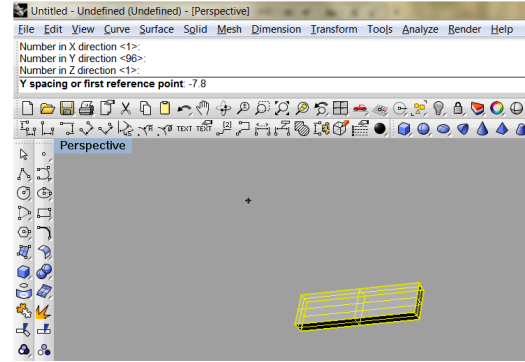 Untitled - Undefined (Undefined) - [Perspective]
File Edit View Curve Surface Solid Mesh Dimension Transform Tools Analyze Render Help
Number in X direction <1>:
Number in Y direction <96>:
Number in Z direction <1>:
Y spacing or first reference point: -7.8
TEXT TEXT
Perspective